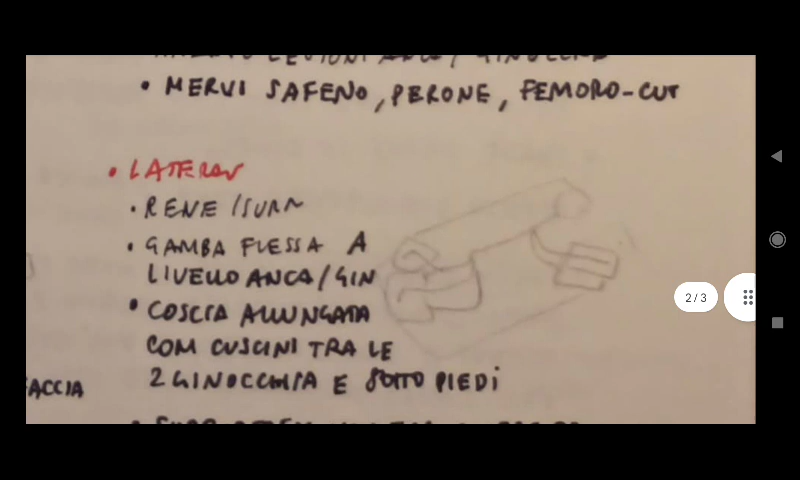 • NERVI SAFENO, PERONE, FEMORO-CUT
• LATERAL
• RENE /SURR
• GAMBA FLESSA A
LIVELLO ANCA/GIN
• COSCIA ALLUNGATA
CON CUSCINI TRA LE
2 GINOCCHIA E SOTTO PIEDI
ACCIA
2/3